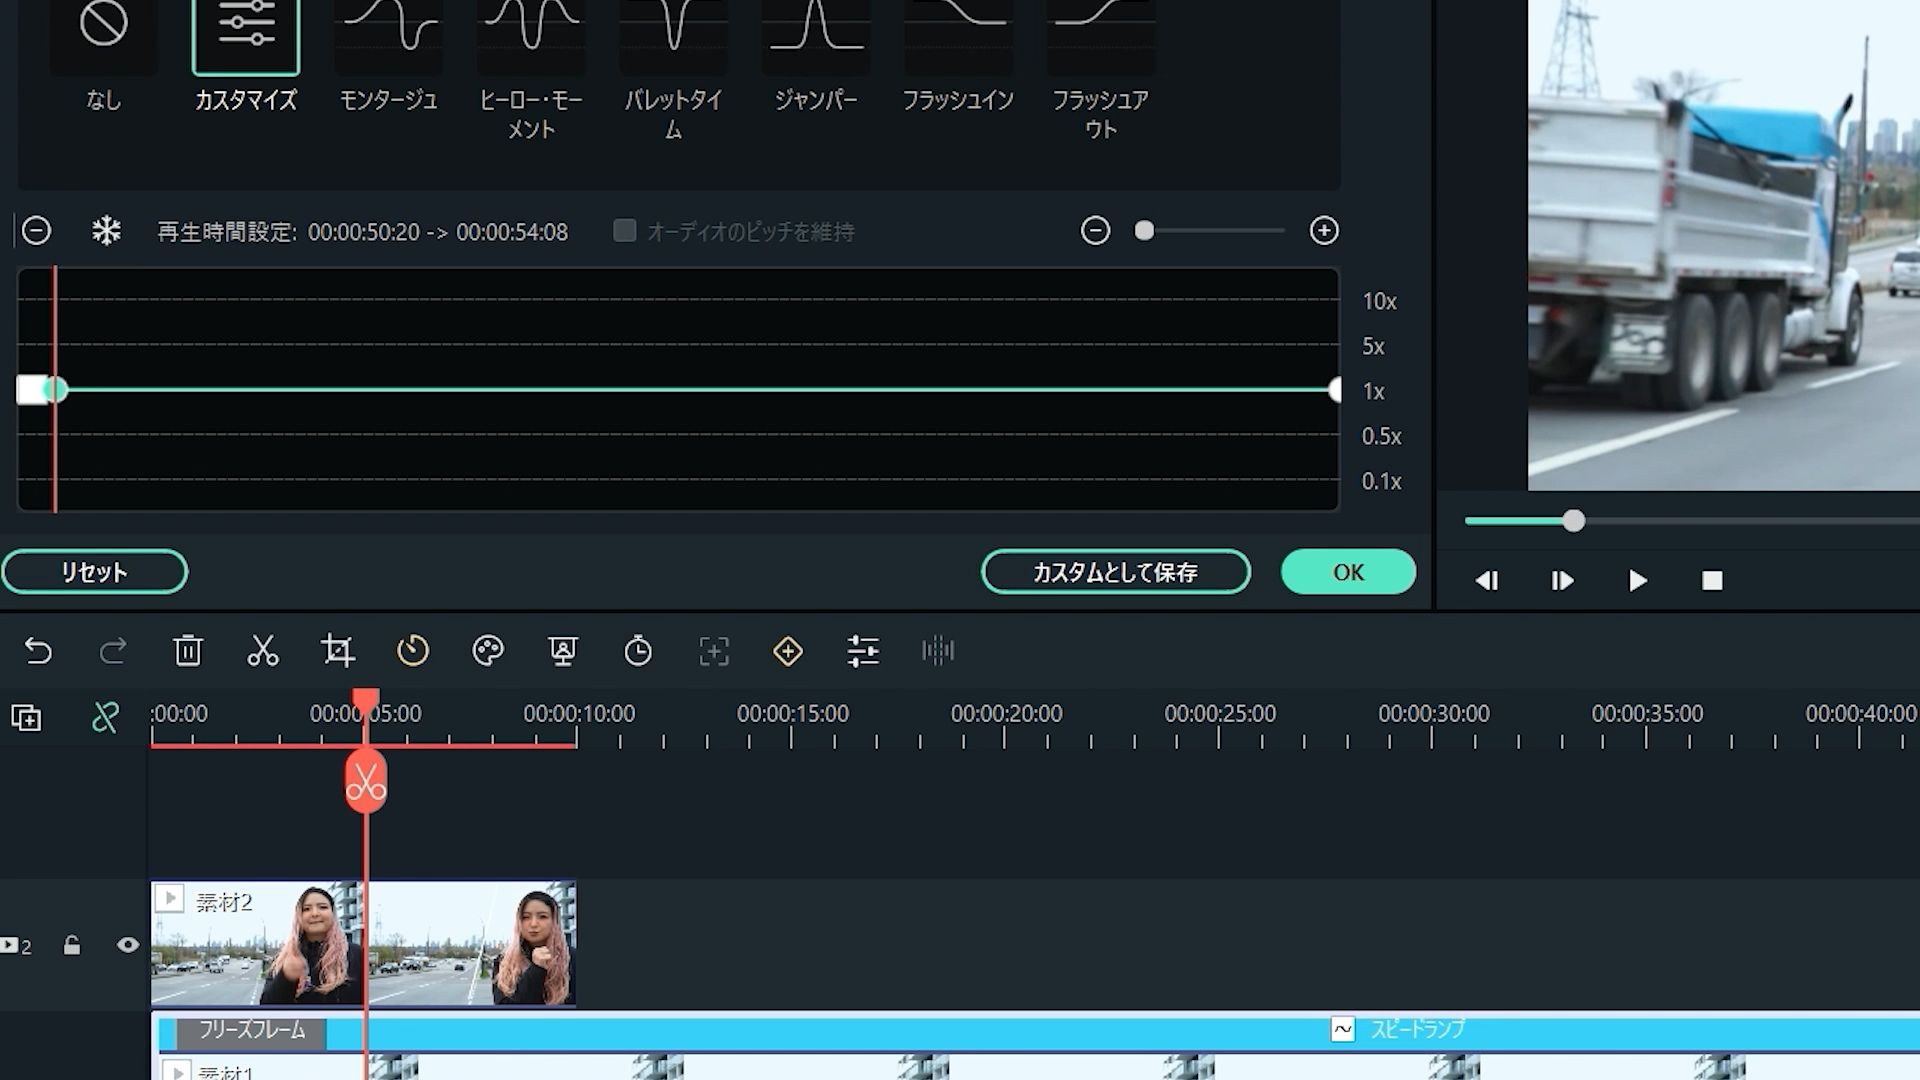 なし
カスタマイズ
モンタージュ
ヒーロー・モー
メント
バレットタイ
ム
ジャンパー
フラッシュイン
フラッシュア
ウト
再生時間設定: 00:00:50:20 -> 00:00:54:08
オーディオのピッチを維持
10x
5x
1x
0.5x
0.1x
リセット
カスタムとして保存
OK
:00:00
00:00:05:00
00:00:10:00
00:00:15:00
00:00:20:00
00:00:25:00
00:00:30:00
00:00:35:00
00:00:40:00
素材2
2
フリーズフレーム
スピードランプ
素材1